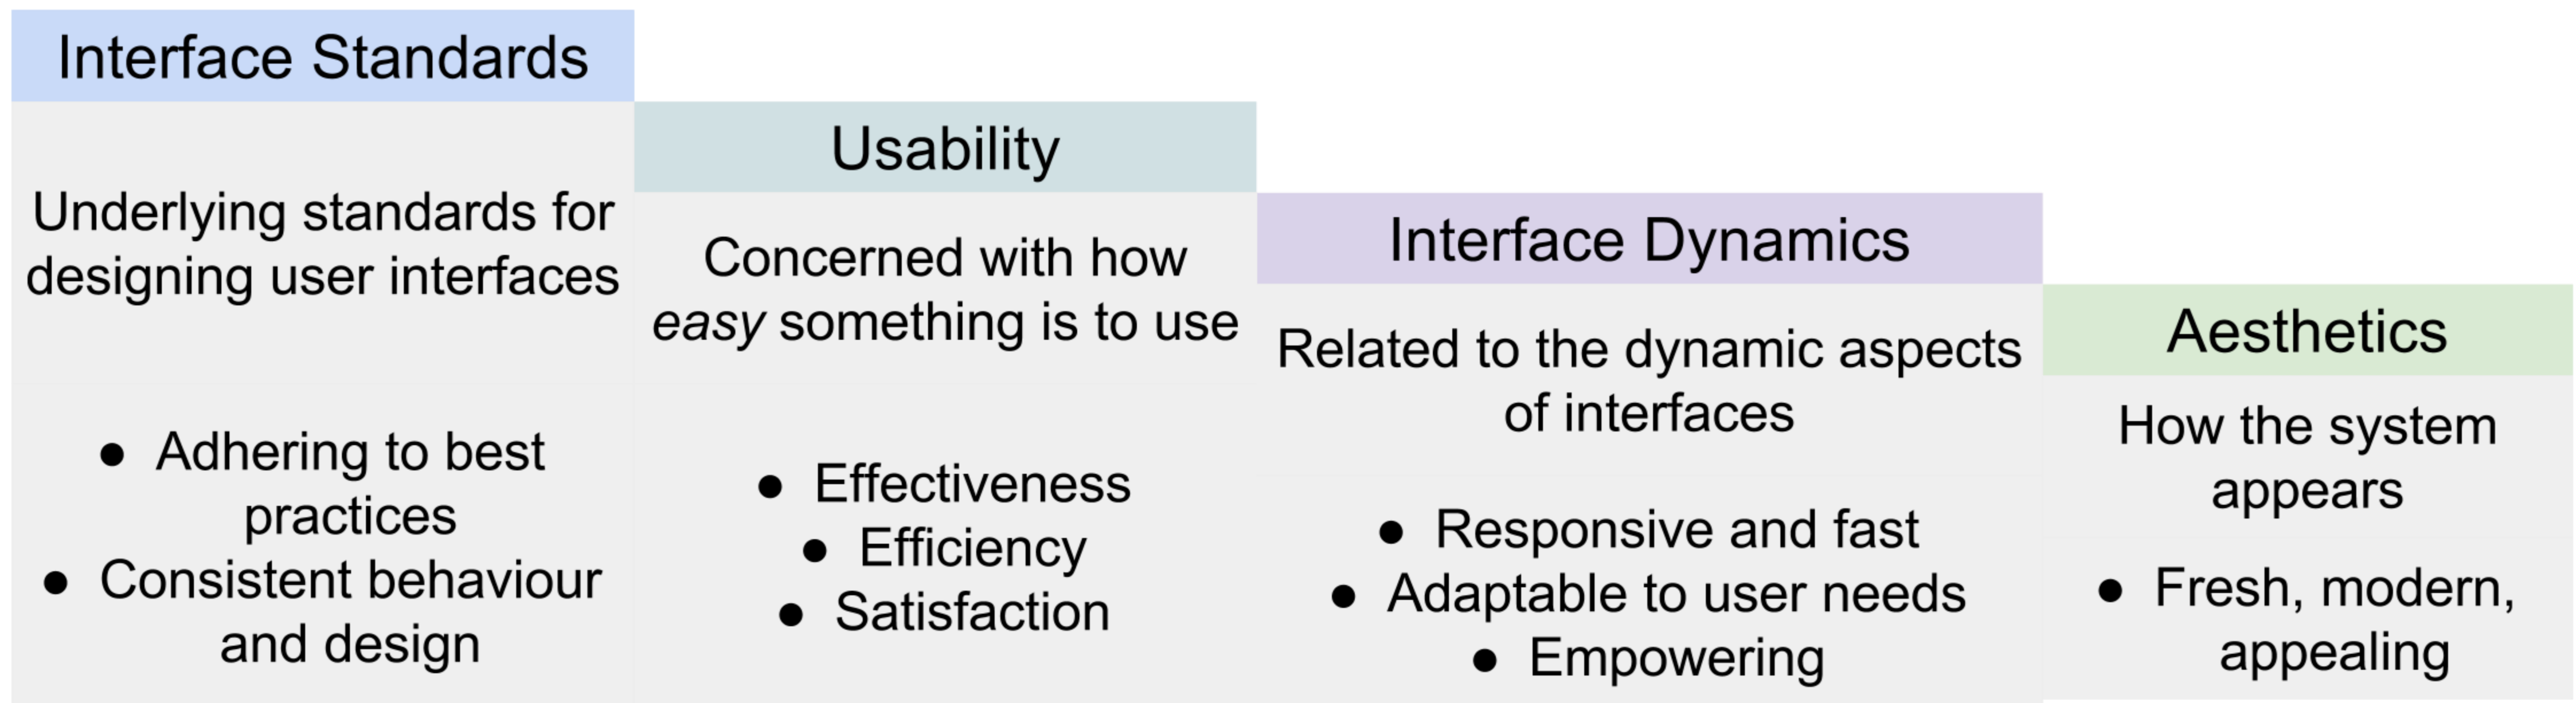 Interface Standards
Underlying standards for
designing user interfaces
● Adhering to best
practices
● Consistent behaviour
and design
Usability
Concerned with how
easy something is to use
● Effectiveness
● Efficiency
● Satisfaction
Interface Dynamics
Related to the dynamic aspects
of interfaces
● Responsive and fast
● Adaptable to user needs
● Empowering
Aesthetics
How the system
appears
● Fresh, modern,
appealing